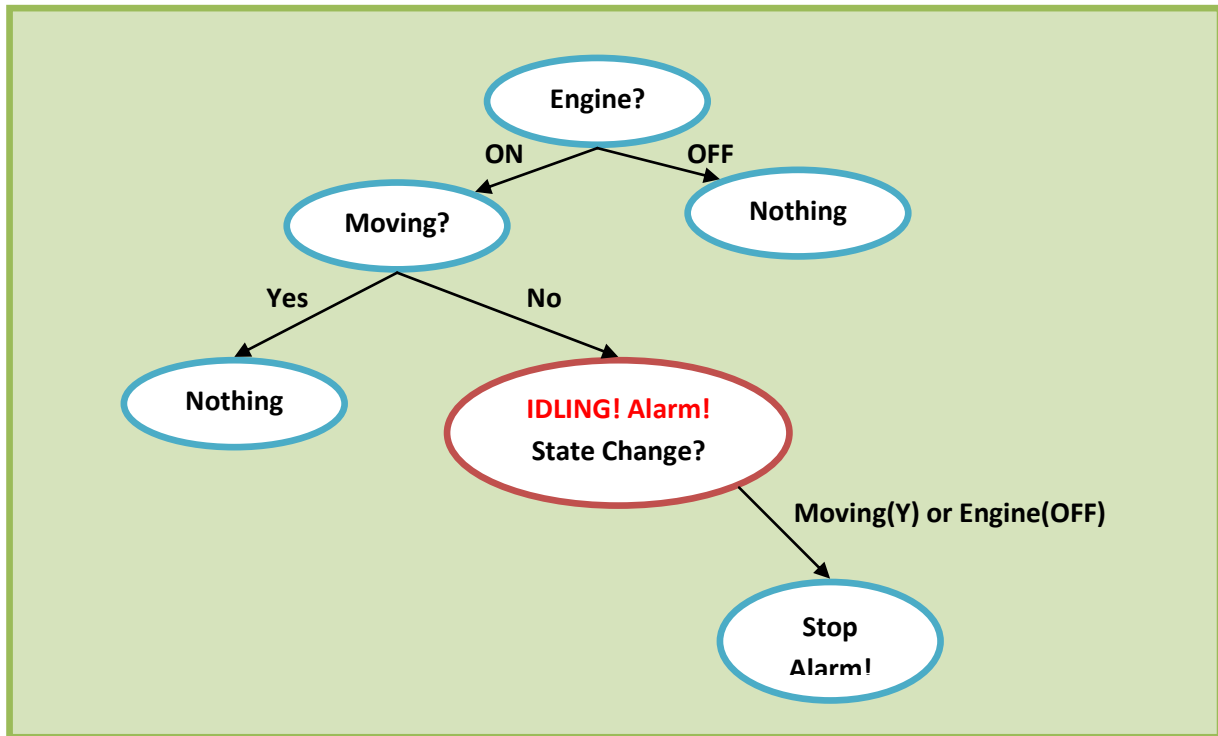 Engine?
ON
OFF
Moving?
Nothing
Yes
No
Nothing
IDLING! Alarm!
State Change?
Moving(Y) or Engine(OFF)
Stop
Alarm!